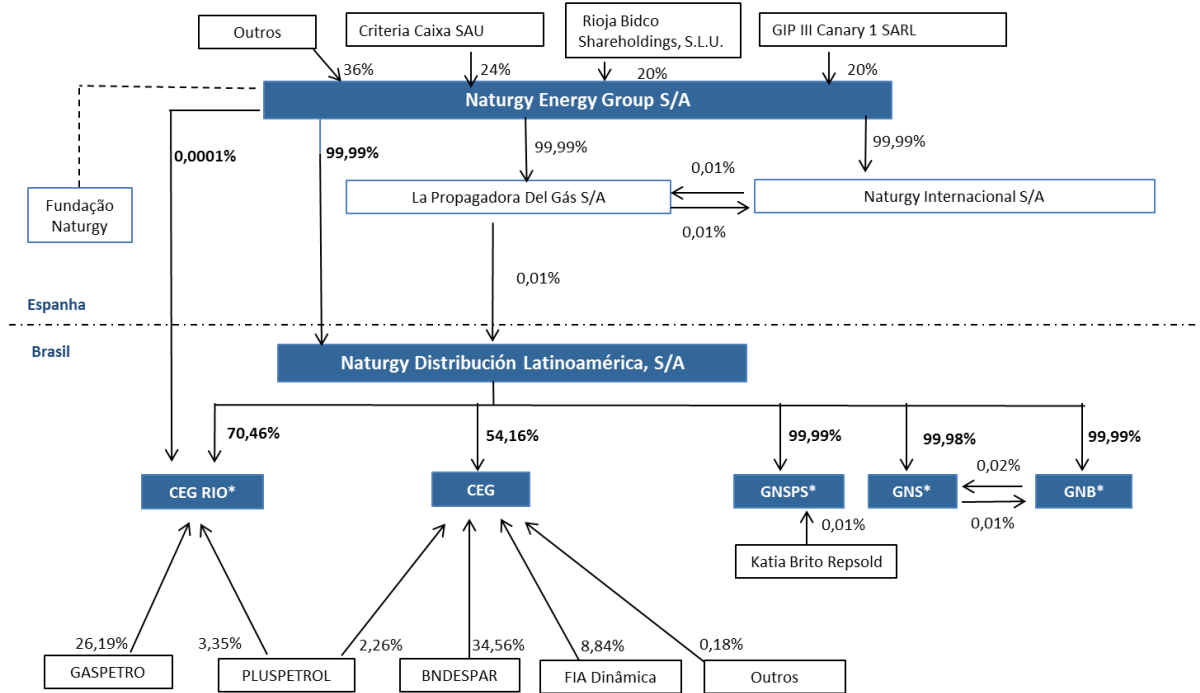 Outros
Criteria Caixa SAU
Rioja Bidco
Shareholdings, S.L.U.
GIP III Canary 1 SARL
36%
24%
20%
20%
Naturgy Energy Group S/A
0,0001%
99,99%
99,99%
99,99%
0,01%
Fundação
Naturgy
La Propagadora Del Gás S/A
Naturgy Internacional S/A
0,01%
0,01%
Espanha
Brasil
Naturgy Distribución Latinoamérica, S/A
70,46%
54,16%
99,99%
99,98%
99,99%
0,02%
CEG RIO*
CEG
GNSPS*
GNS*
GNB*
0,01%
0,01%
Katia Brito Repsold
26,19%
3,35%
2,26%
34,56%
8,84%
0,18%
GASPETRO
PLUSPETROL
BNDESPAR
FIA Dinâmica
Outros